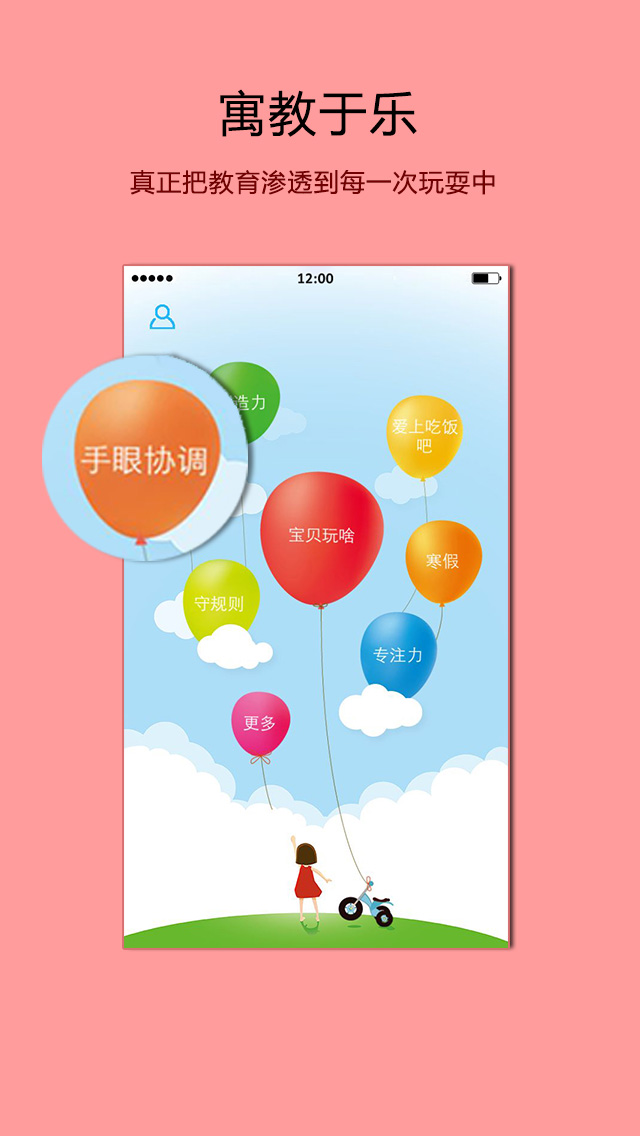 寓教于乐
真正把教育渗透到每一次玩耍中
12:00
造力
爱上吃饭
吧
手眼协调
宝贝玩啥
寒假
守规则
专注力
更多